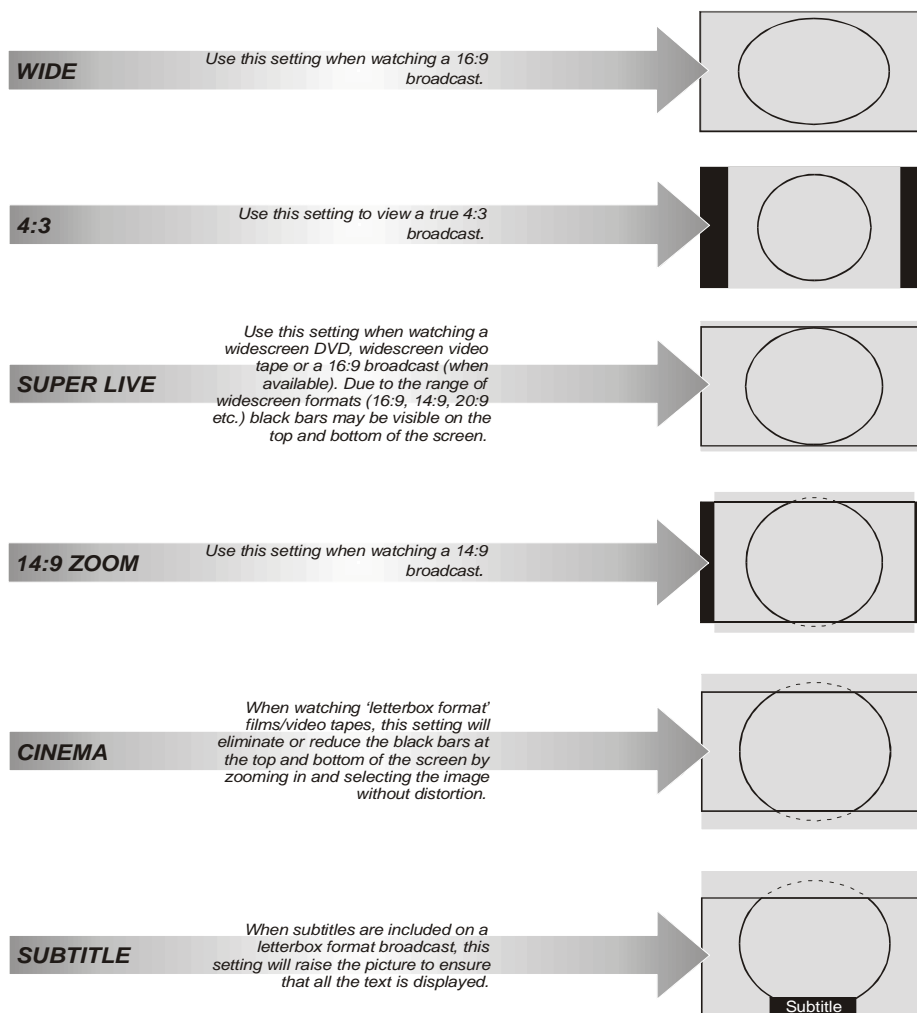 WIDE
Use this setting when watching a 16:9
broadcast.
4:3
Use this setting to view a true 4:3
broadcast.
SUPER LIVE
Use this setting when watching a
widescreen DVD, widescreen video
tape or a 16:9 broadcast (when
available). Due to the range of
widescreen formats (16:9, 14:9, 20:9
etc.) black bars may be visible on the
top and bottom of the screen.
14:9 ZOOM
Use this setting when watching a 14:9
broadcast.
CINEMA
When watching ‘letterbox format’
films/video tapes, this setting will
eliminate or reduce the black bars at
the top and bottom of the screen by
zooming in and selecting the image
without distortion.
SUBTITLE
When subtitles are included on a
letterbox format broadcast, this
setting will raise the picture to ensure
that all the text is displayed.
Subtitle